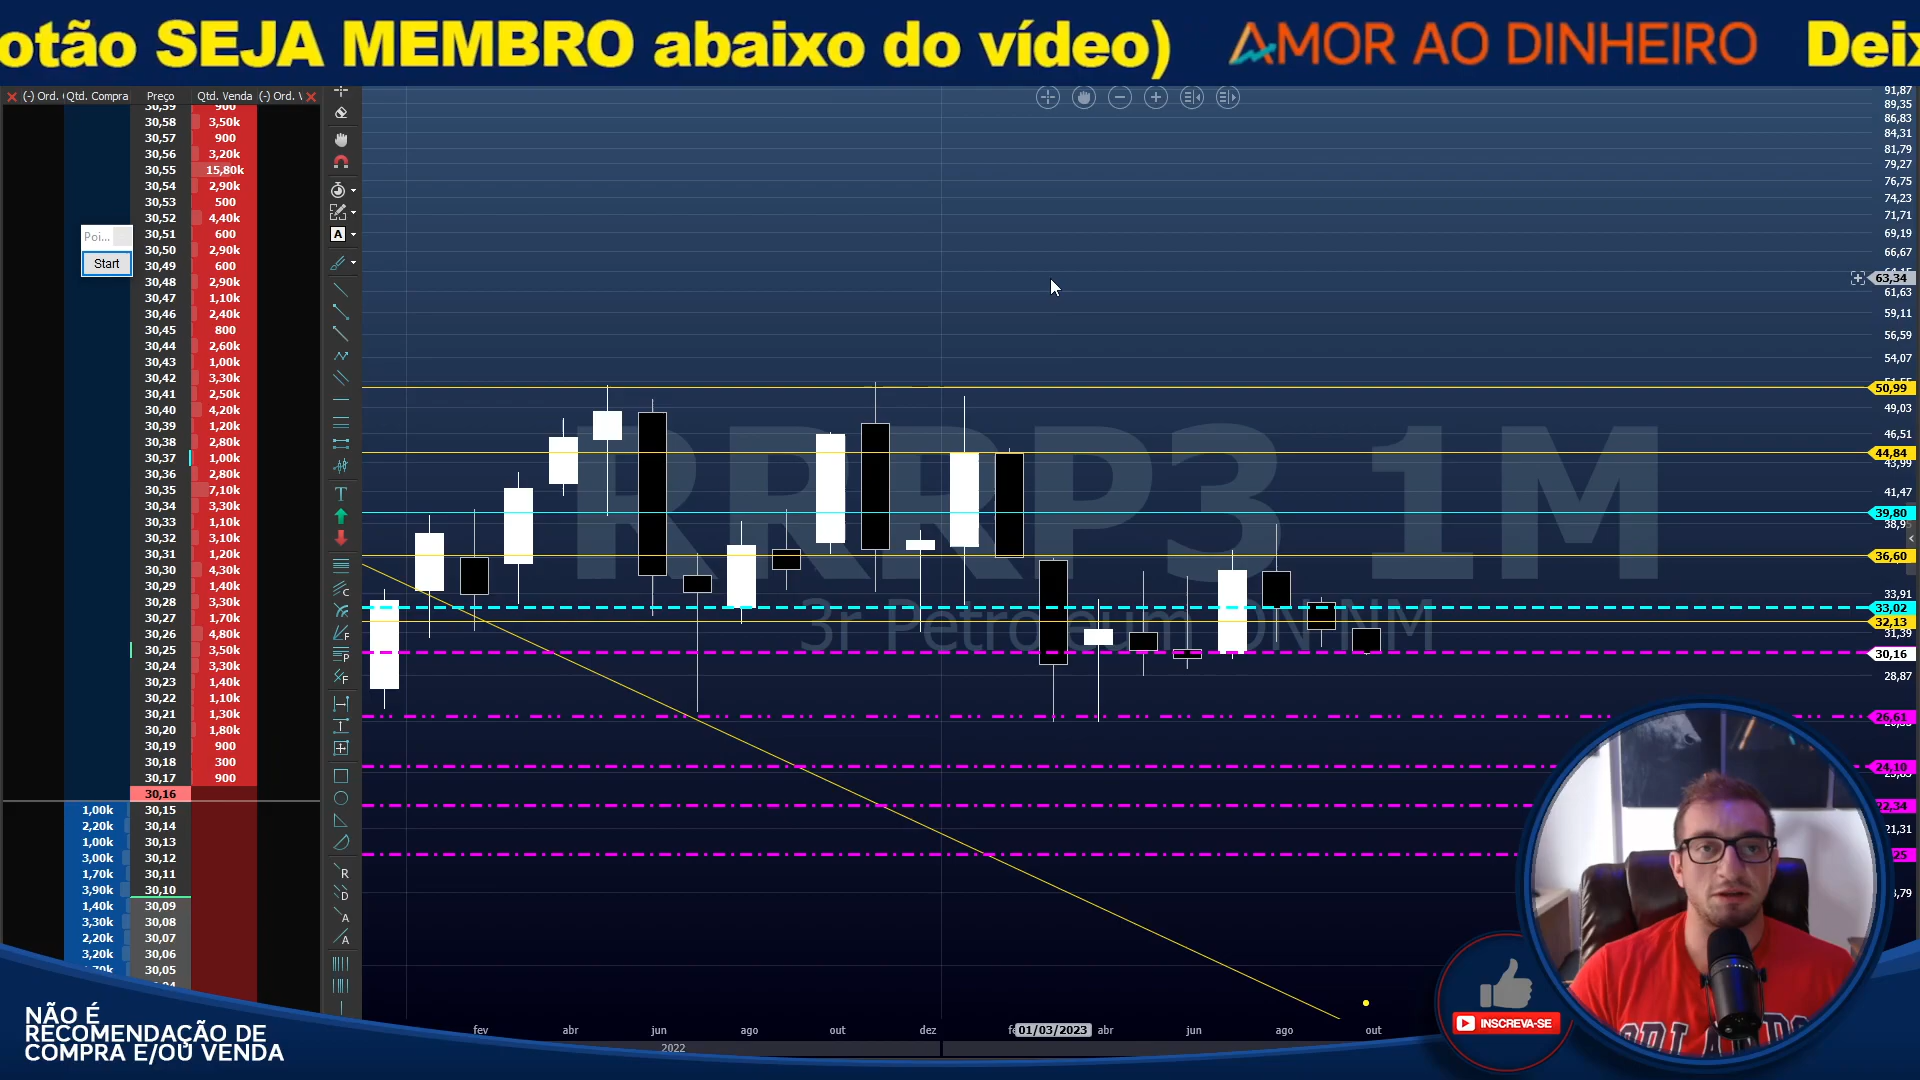 otão SEJA MEMBRO abaixo do vídeo)
AMOR AO DINHEIRO
Deix
(-) Ord. Qtd. Compra Preço Qtd. Venda (-) Ord. V
30,59 900
30,58 3,50k
30,57 900
30,56 3,20k
30,55 15,80k
30,54 2,90k
30,53 500
30,52 4,40k
30,51 600
30,50 2,90k
30,49 600
30,48 2,90k
30,47 1,10k
30,46 2,40k
30,45 800
30,44 2,60k
30,43 1,00k
30,42 3,30k
30,41 2,50k
30,40 4,20k
30,39 1,20k
30,38 2,80k
30,37 1,00k
30,36 2,80k
30,35 7,10k
30,34 3,30k
30,33 1,10k
30,32 3,10k
30,31 1,20k
30,30 4,30k
30,29 1,40k
30,28 3,30k
30,27 1,70k
30,26 4,80k
30,25 3,50k
30,24 3,30k
30,23 1,40k
30,22 1,10k
30,21 1,30k
30,20 1,80k
30,19 900
30,18 300
30,17 900
30,16
1,00k 30,15
2,20k 30,14
1,00k 30,13
3,00k 30,12
1,70k 30,11
3,90k 30,10
1,40k 30,09
3,30k 30,08
2,20k 30,07
3,20k 30,06
70k 30,05
Poi...
Start
RRRP3 1M
3r Petroleum ON NM
91,87
89,35
86,83
84,31
81,79
79,27
76,75
74,23
71,71
69,19
66,67
63,34
61,63
59,11
56,59
54,07
50,99
49,03
46,51
44,84
43,99
41,47
39,80
36,60
33,91
33,02
32,13
31,39
30,16
28,87
26,61
24,10
22,34
21,31
fev abr jun ago out dez 01/03/2023 abr jun ago out
2022
NÃO É
RECOMENDAÇÃO DE
COMPRA E/OU VENDA
INSCREVA-SE